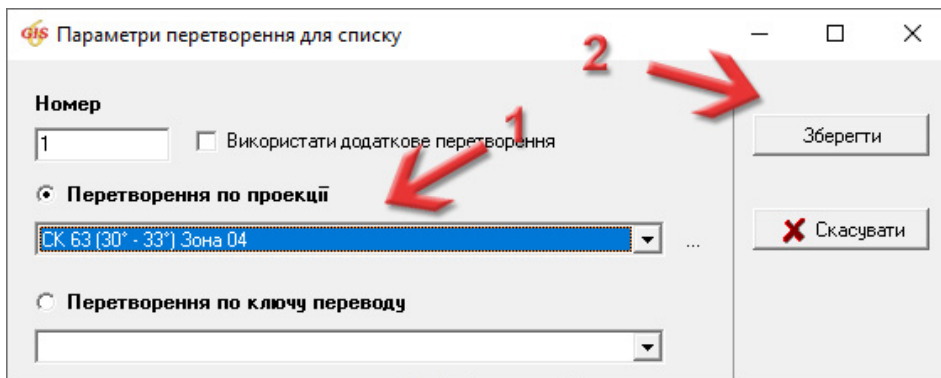 GIS 6 Параметри перетворення для списку
2
Номер
1
Використати додаткове перетворення
1
Зберегти
Перетворення по проекції
СК 63 (30° - 33°) Зона 04
...
Скасувати
Перетворення по ключу переводу